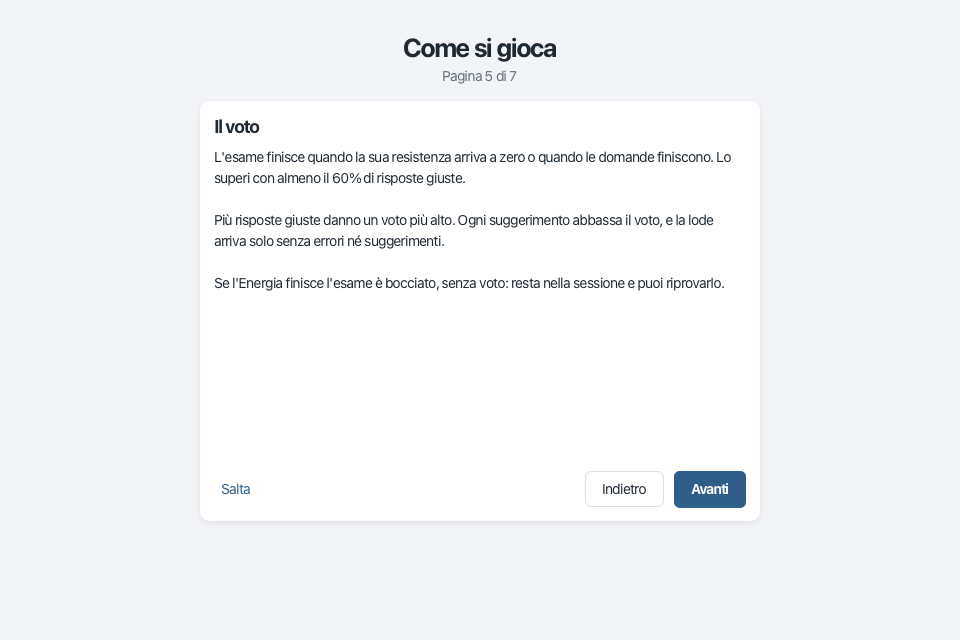 Come si gioca
Pagina 5 di 7
Il voto
L'esame finisce quando la sua resistenza arriva a zero o quando le domande finiscono. Lo
superi con almeno il 60% di risposte giuste.
Più risposte giuste danno un voto più alto. Ogni suggerimento abbassa il voto, e la lode
arriva solo senza errori né suggerimenti.
Se l'Energia finisce l'esame è bocciato, senza voto: resta nella sessione e puoi riprovarlo.
Salta
Indietro
Avanti